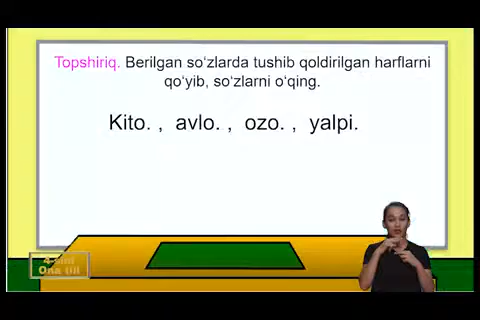 Topshiriq. Berilgan so‘zlarda tushib qoldirilgan harflarni
qo‘yib, so‘zlarni o‘qing.
Kito. , avlo. , ozo. , yalpi.
4-sinf
Ona tili